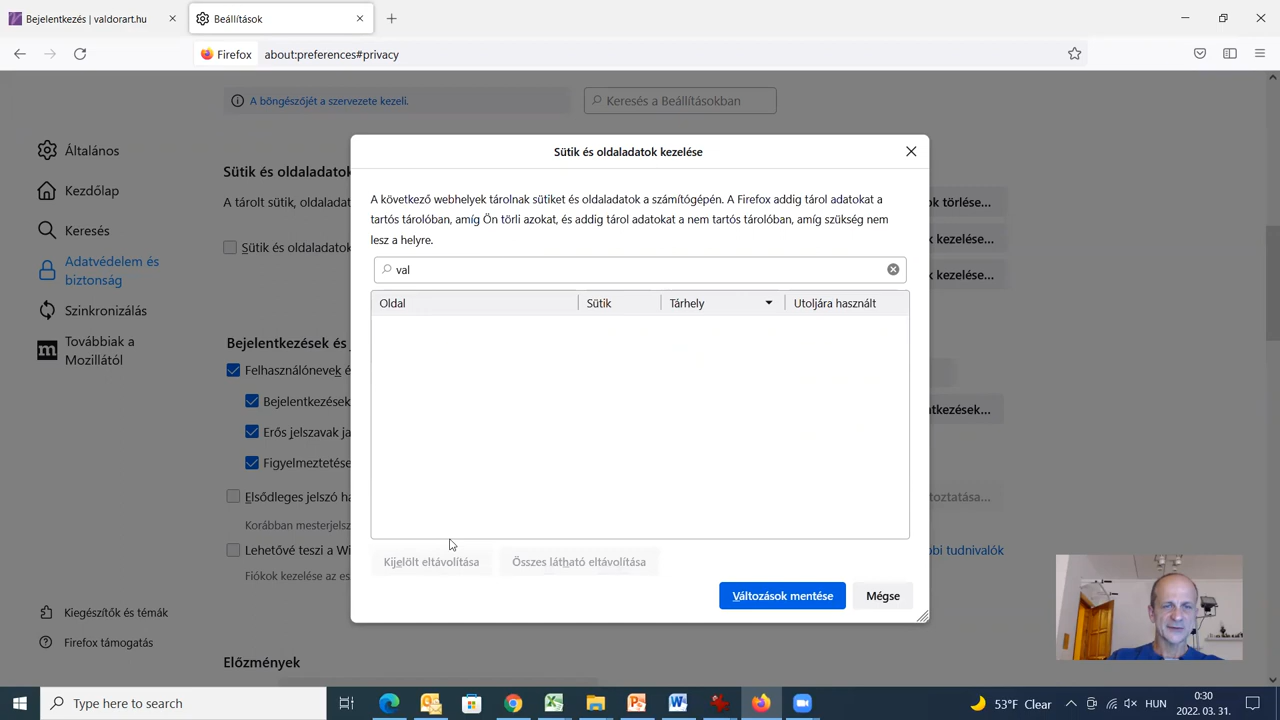 Bejelentkezés | valdorart.hu
Beállítások
Firefox
about:preferences#privacy
A böngészőjét a szervezete kezeli.
Keresés a Beállításokban
Általános
Kezdőlap
Keresés
Adatvédelem és
biztonság
Szinkronizálás
Továbbiak a
Mozillától
Kiegészítők és témák
Firefox támogatás
Sütik és oldaladatok
A tárolt sütik, oldaladat
ok törlése...
Sütik és oldaladatok
k kezelése...
k kezelése...
Bejelentkezések és j
Felhasználónevek é
Bejelentkezések
ntkezések...
Erős jelszavak ja
Figyelmeztetése
Elsődleges jelszó ha
toztatása...
Korábban mesterjelsz
Lehetővé teszi a Wi
bbi tudnivalók
Fiókok kezelése az es
Előzmények
Sütik és oldaladatok kezelése
A következő webhelyek tárolnak sütiket és oldaladatok a számítógépén. A Firefox addig tárol adatokat a
tartós tárolóban, amíg Ön törli azokat, és addig tárol adatokat a nem tartós tárolóban, amíg szükség nem
lesz a helyre.
val
Oldal Sütik Tárhely Utoljára használt
Kijelölt eltávolítása Összes látható eltávolítása
Változások mentése Mégse
Type here to search
53°F Clear
HUN
0:30
2022. 03. 31.